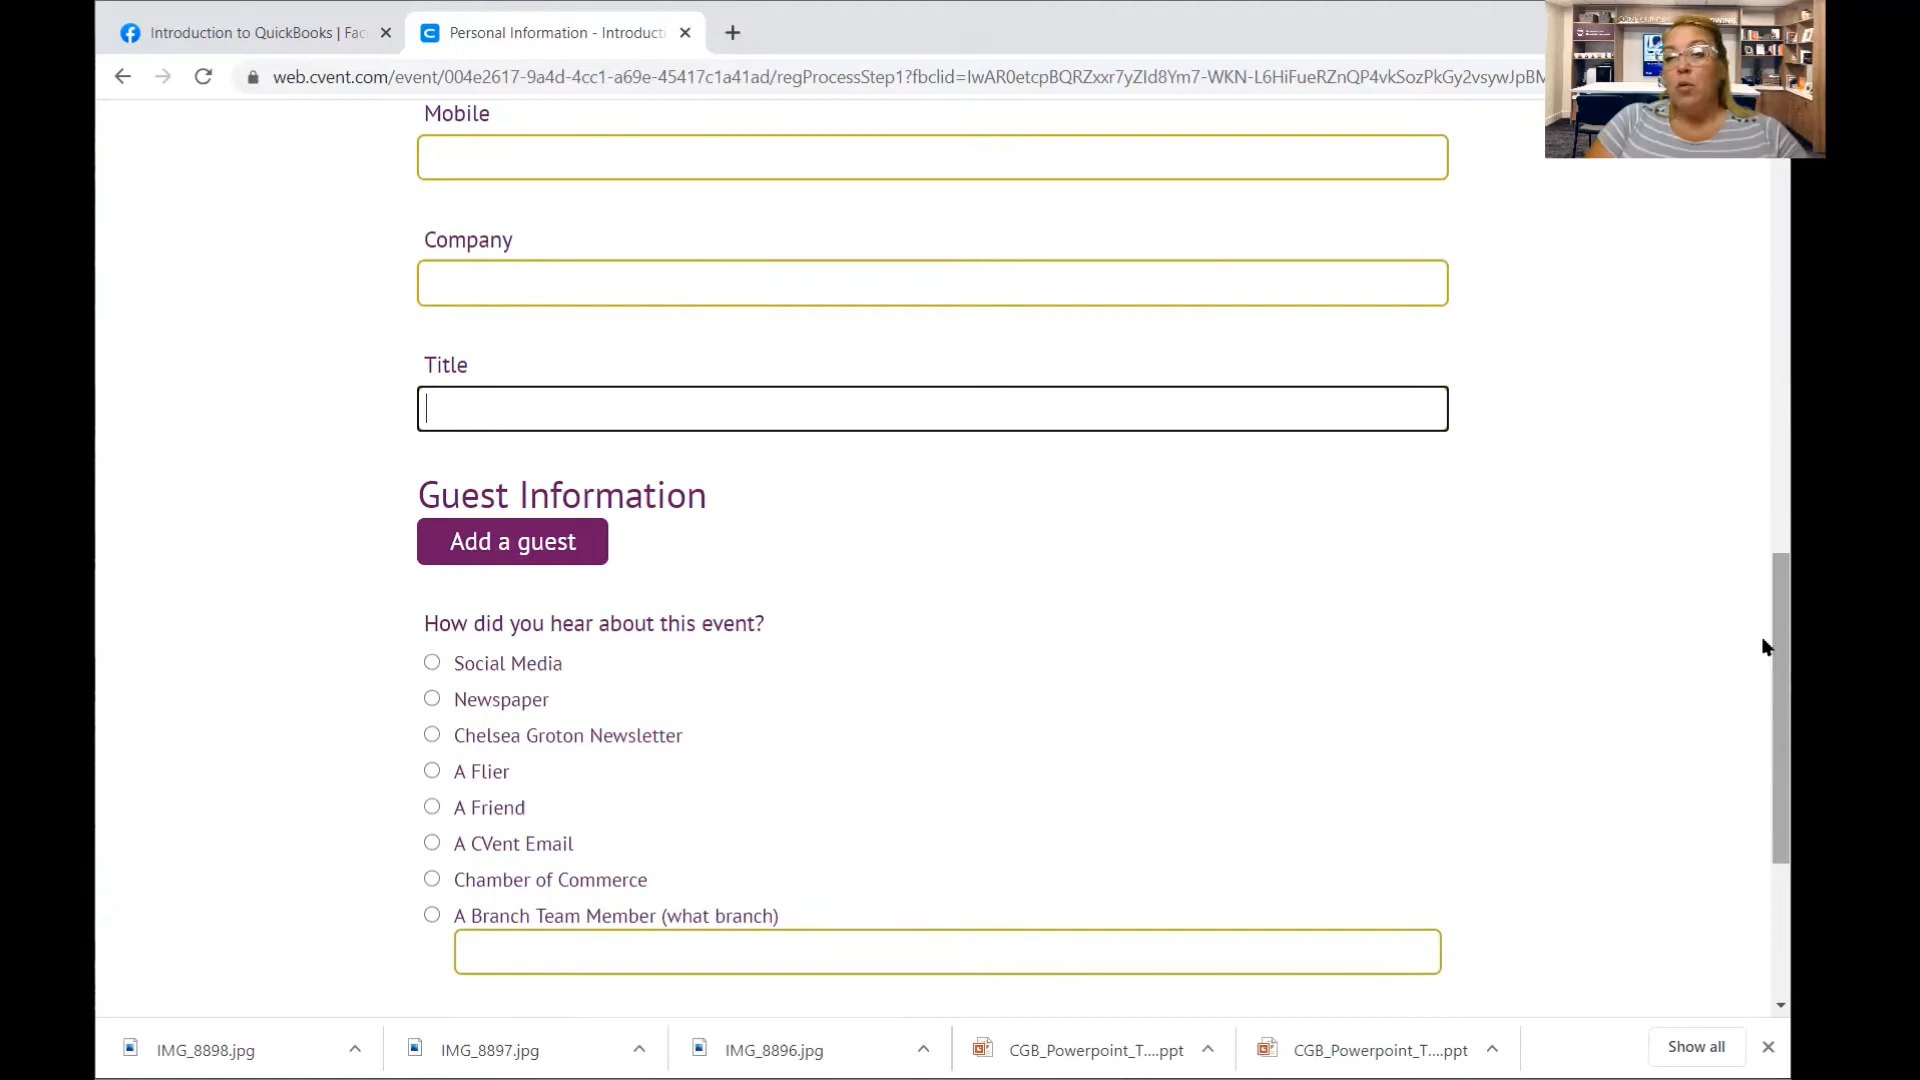 Introduction to QuickBooks | Fac
Personal Information - Introducti
web.cvent.com/event/004e2617-9a4d-4cc1-a69e-45417c1a41ad/regProcessStep1?fbclid=IwAR0etcpBQRZxxr7yZId8Ym7-WKN-L6HiFueRZnQP4vkSozPkGy2vsywJpBM
Mobile
Company
Title
Guest Information
Add a guest
How did you hear about this event?
Social Media
Newspaper
Chelsea Groton Newsletter
A Flier
A Friend
A CVent Email
Chamber of Commerce
A Branch Team Member (what branch)
IMG_8898.jpg
IMG_8897.jpg
IMG_8896.jpg
CGB_Powerpoint_T....ppt
CGB_Powerpoint_T....ppt
Show all